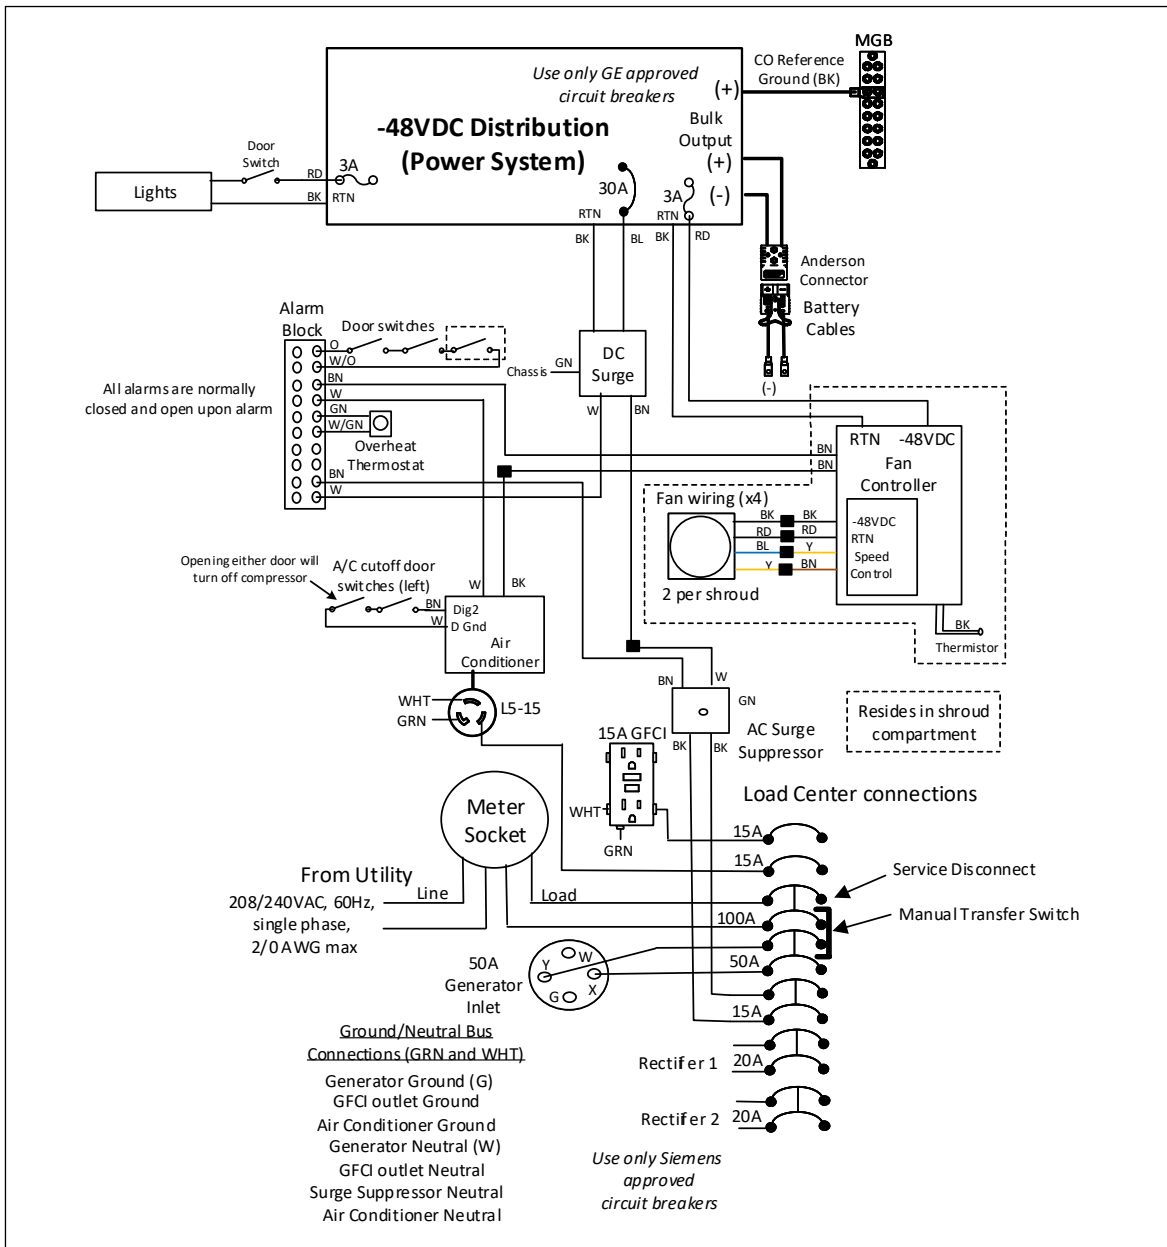 MGB
CO Reference
Ground (BK)
Use only GE approved
circuit breakers
(+)
-48VDC Distribution
(Power System)
Bulk
Output
(+)
(-)
Door
Switch
Lights
RD
3A
BK
RTN
30A
3A
RTN
RTN
BK
BL
BK
RD
Anderson
Connector
Battery
Cables
(-)
Alarm
Block
Door switches
O
W/O
BN
W
GN
W/GN
BN
W
All alarms are normally
closed and open upon alarm
Overheat
Thermostat
Chassis
GN
DC
Surge
W
BN
RTN
-48VDC
Fan
Controller
BN
BN
Fan wiring (x4)
BK
BK
RD
RD
BL
Y
Y
BN
-48VDC
RTN
Speed
Control
2 per shroud
BK
Thermistor
Opening either door will
turn off compressor
A/C cutoff door
switches (left)
W
BK
BN
W
Dig2
D Gnd
Air
Conditioner
WHT
GRN
L5-15
BN
W
GN
BK
BK
AC Surge
Suppressor
Resides in shroud
compartment
15A GFCI
WHT
GRN
Meter
Socket
Load Center connections
15A
15A
Service Disconnect
From Utility
208/240VAC, 60Hz,
single phase,
2/0 AWG max
Line
Load
100A
Manual Transfer Switch
50A
Generator
Inlet
Y
W
G
X
50A
15A
Rectifier 1
20A
Rectifier 2
20A
Ground/Neutral Bus
Connections (GRN and WHT)
Generator Ground (G)
GFCI outlet Ground
Air Conditioner Ground
Generator Neutral (W)
GFCI outlet Neutral
Surge Suppressor Neutral
Air Conditioner Neutral
Use only Siemens
approved
circuit breakers